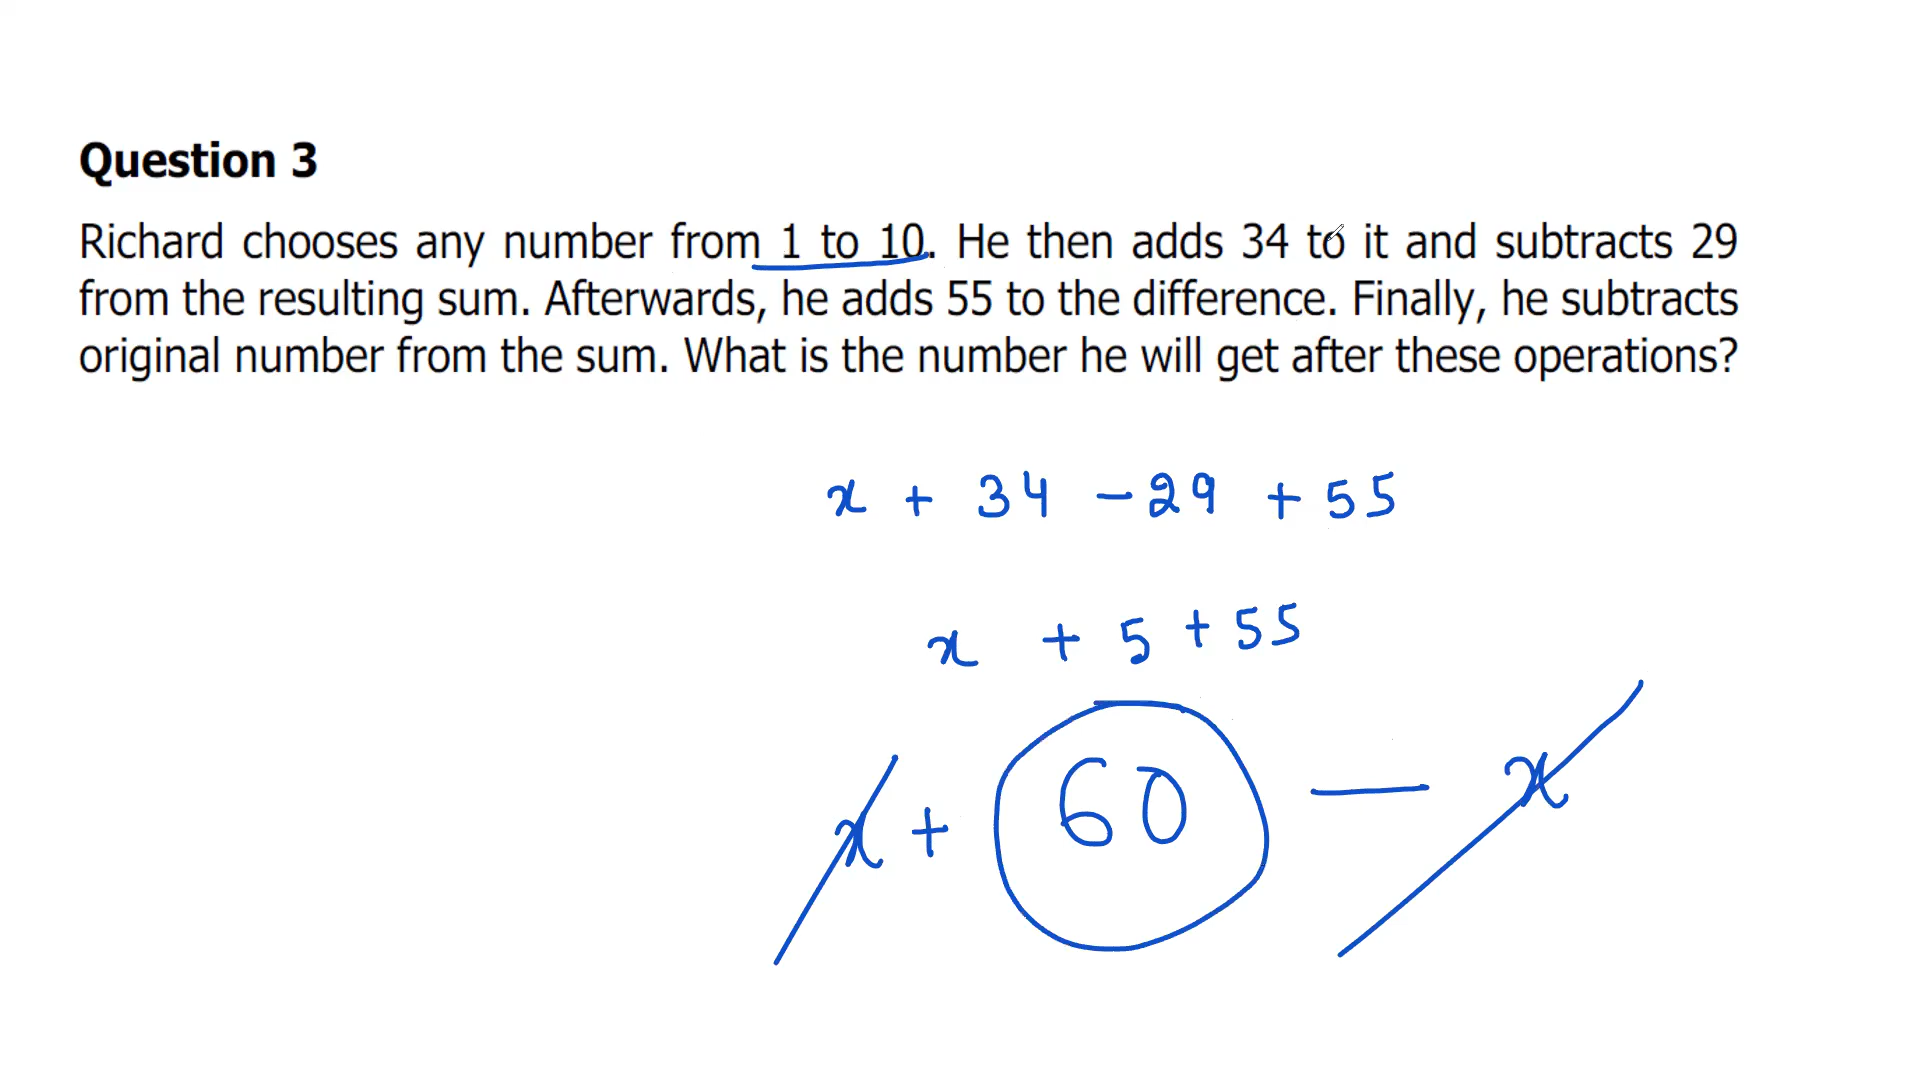 Question 3
Richard chooses any number from 1 to 10. He then adds 34 to it and subtracts 29
from the resulting sum. Afterwards, he adds 55 to the difference. Finally, he subtracts
original number from the sum. What is the number he will get after these operations?
x + 34 - 29 + 55
x + 5 + 55
x + 60 - x